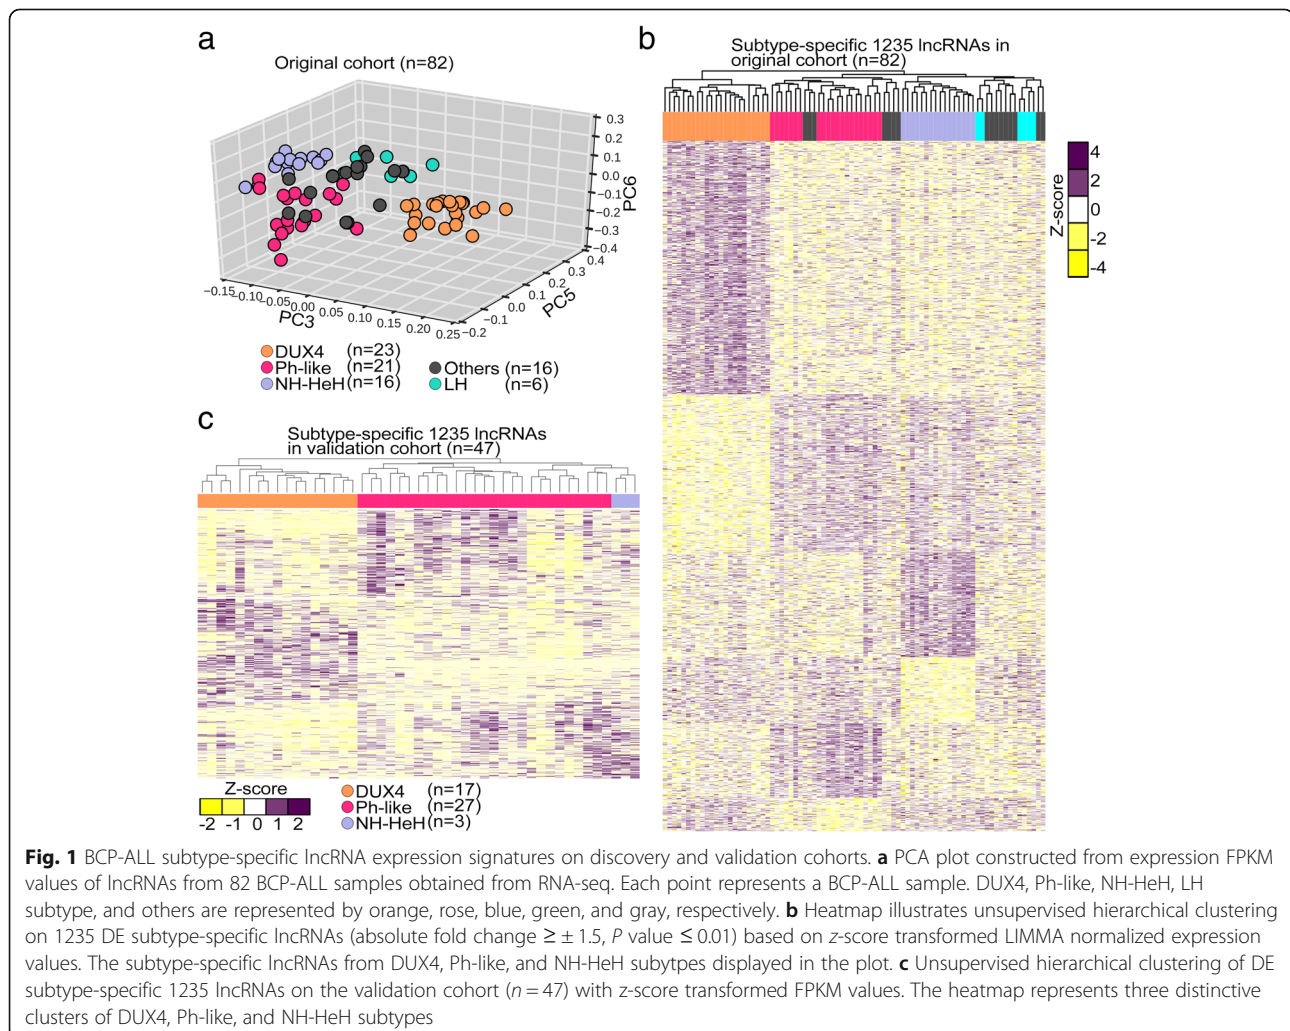 a
Original cohort (n=82)
0.3
0.2
0.1
0.0
−0.1
−0.2
−0.3
−0.4
PC6
−0.15
−0.10
−0.05
0.00
0.05
0.10
0.15
0.20
0.25
PC3
−0.2
−0.1
0.0
0.1
0.2
0.3
0.4
PC5
DUX4 (n=23)
Ph-like (n=21)
NH-HeH (n=16)
Others (n=16)
LH (n=6)
b
Subtype-specific 1235 lncRNAs in
original cohort (n=82)
4
2
0
-2
-4
Z-score
c
Subtype-specific 1235 lncRNAs
in validation cohort (n=47)
Z-score
-2 -1 0 1 2
DUX4 (n=17)
Ph-like (n=27)
NH-HeH (n=3)
Fig. 1 BCP-ALL subtype-specific lncRNA expression signatures on discovery and validation cohorts. a PCA plot constructed from expression FPKM
values of lncRNAs from 82 BCP-ALL samples obtained from RNA-seq. Each point represents a BCP-ALL sample. DUX4, Ph-like, NH-HeH, LH
subtype, and others are represented by orange, rose, blue, green, and gray, respectively. b Heatmap illustrates unsupervised hierarchical clustering
on 1235 DE subtype-specific lncRNAs (absolute fold change ≥ ± 1.5, P value ≤ 0.01) based on z-score transformed LIMMA normalized expression
values. The subtype-specific lncRNAs from DUX4, Ph-like, and NH-HeH subytpes displayed in the plot. c Unsupervised hierarchical clustering of DE
subtype-specific 1235 lncRNAs on the validation cohort (n = 47) with z-score transformed FPKM values. The heatmap represents three distinctive
clusters of DUX4, Ph-like, and NH-HeH subtypes